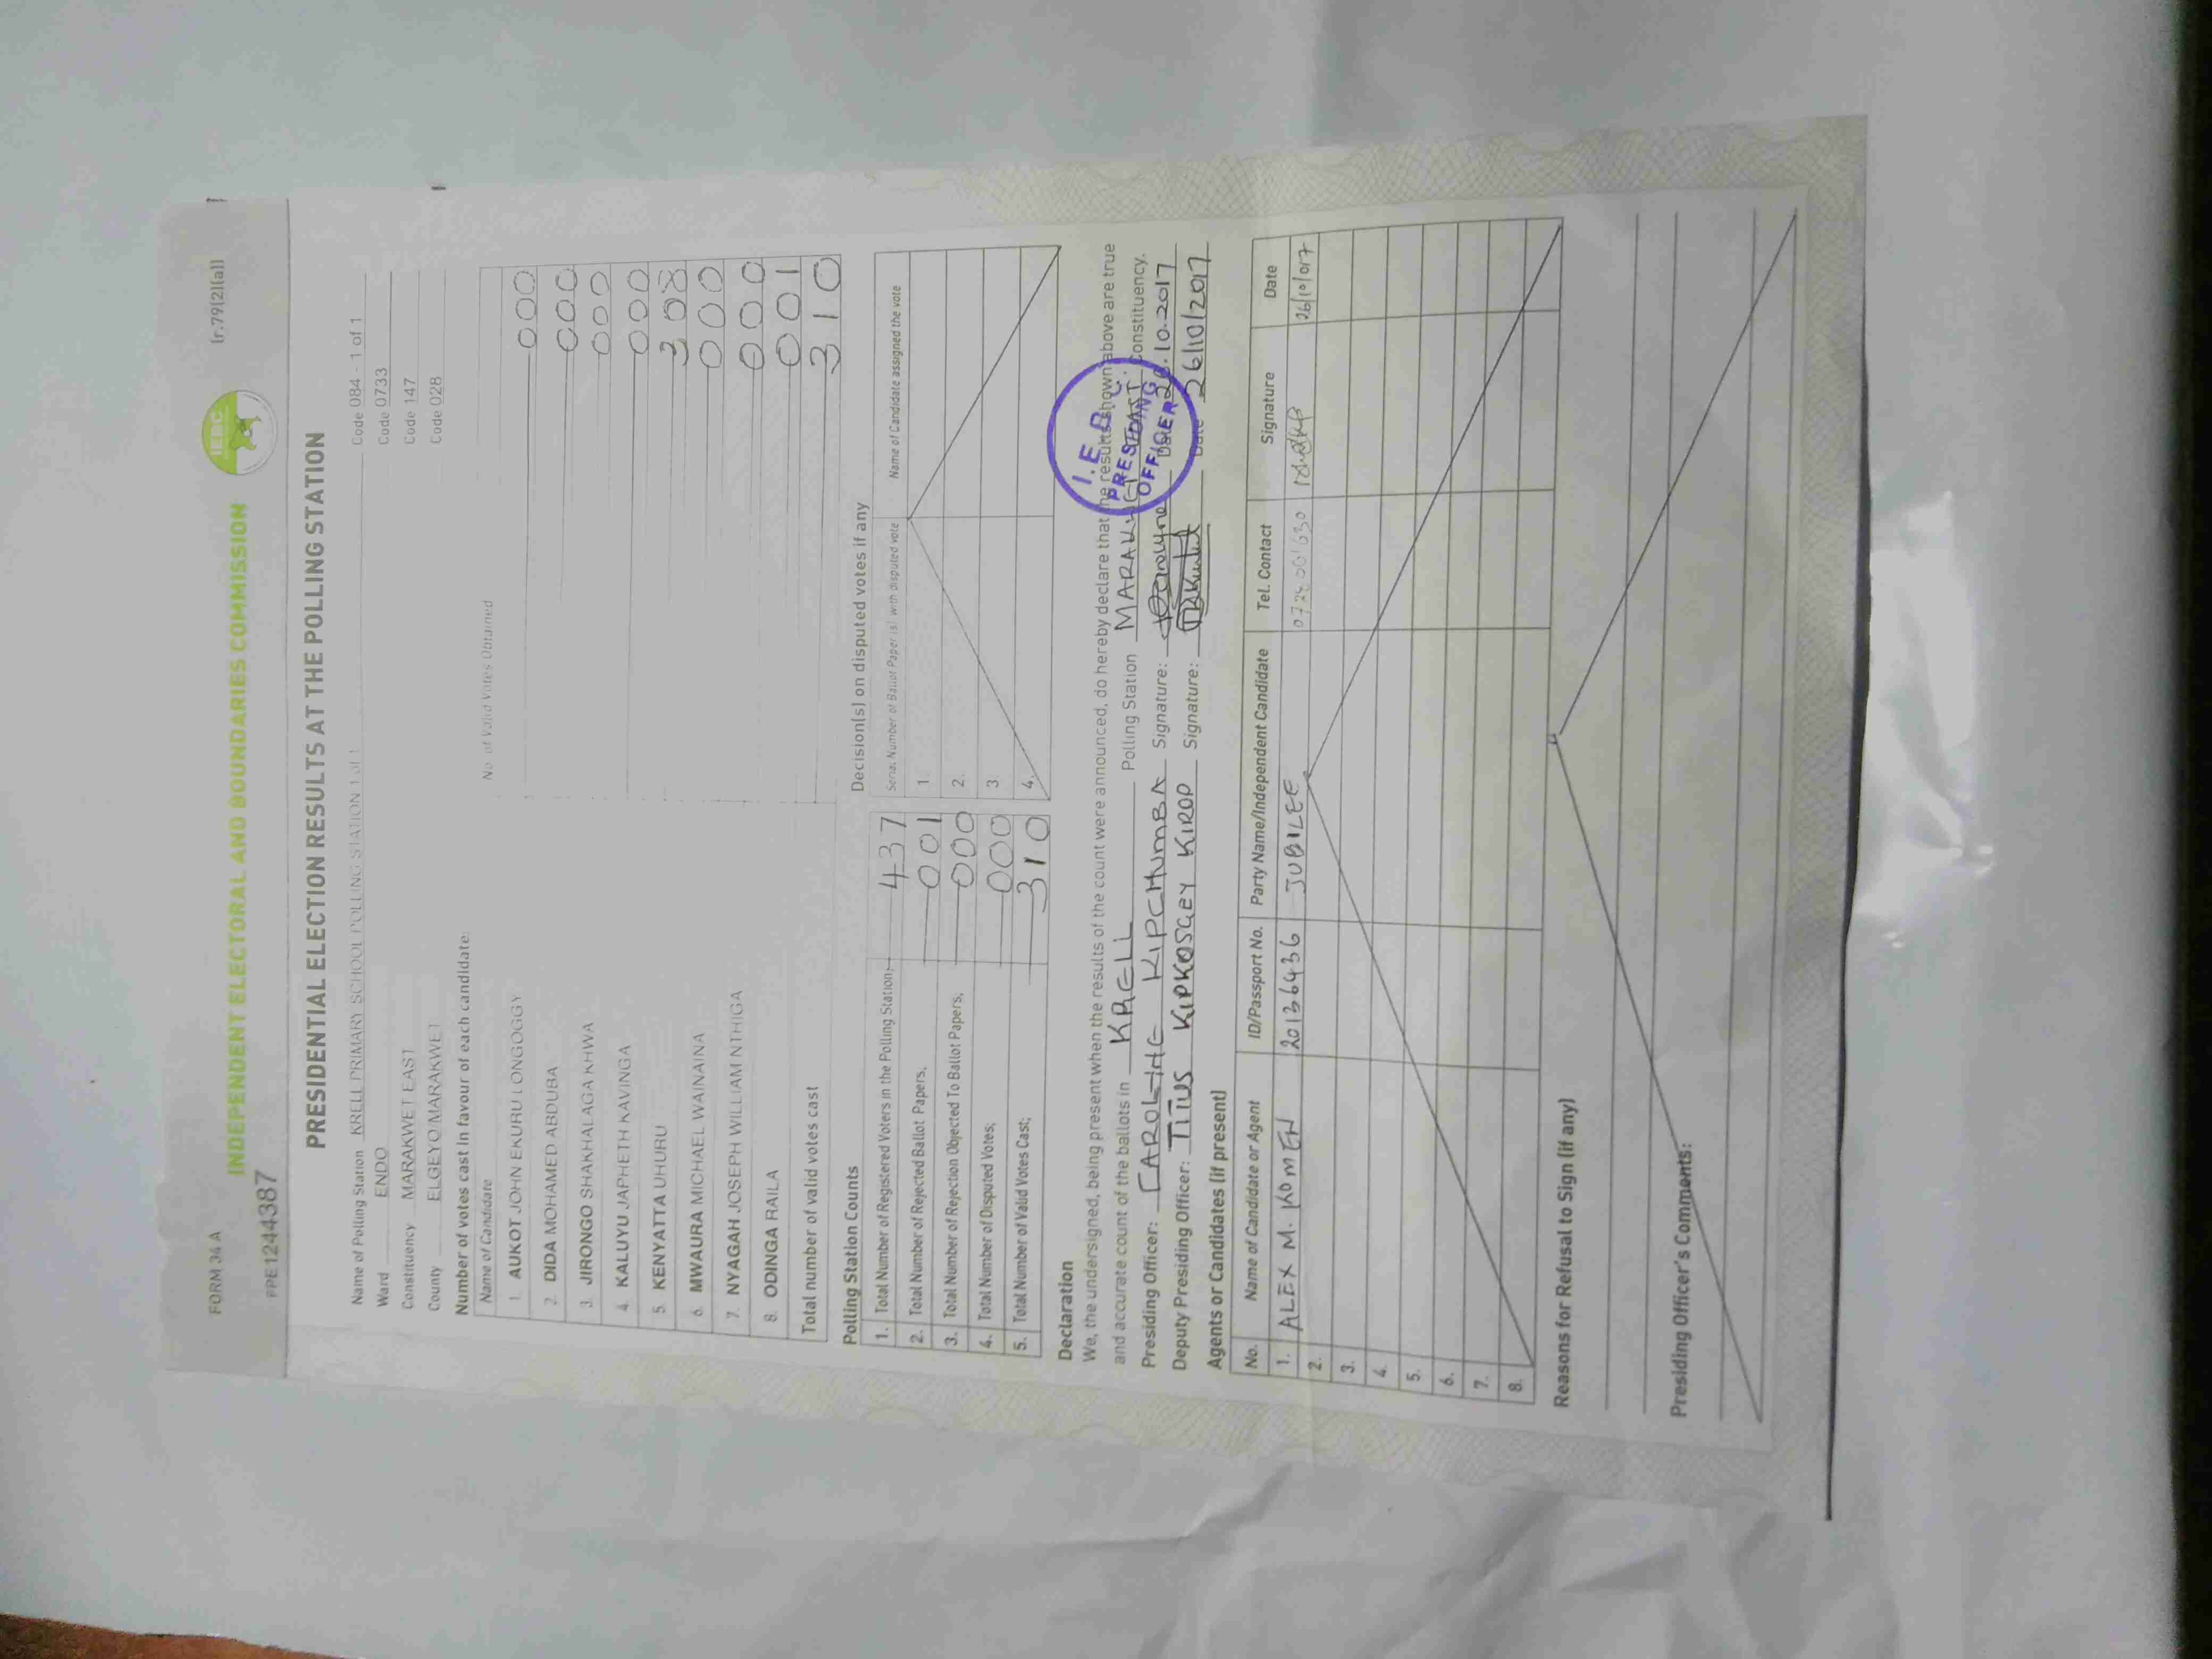 FORM 34 A
(r.79(2)(a))
IEBC
INDEPENDENT ELECTORAL AND BOUNDARIES COMMISSION
PPE1244387
PRESIDENTIAL ELECTION RESULTS AT THE POLLING STATION
Name of Polling Station KRELL PRIMARY SCHOOL POLLING STATION 1 of 1 Code 084 - 1 of 1
Ward ENDO Code 0733
Constituency MARAKWET EAST Code 147
County ELGEYO MARAKWET Code 028
Number of votes cast in favour of each candidate:
Name of Candidate No of Valid Votes Obtained
1. AUKOT JOHN EKURU LONGOGGY 000
2. DIDA MOHAMED ABDUBA 000
3. JIRONGO SHAKHALAGA KHWA 000
4. KALUYU JAPHETH KAVINGA 000
5. KENYATTA UHURU 308
6. MWAURA MICHAEL WAINAINA 000
7. NYAGAH JOSEPH WILLIAM NTHIGA 000
8. ODINGA RAILA 001
Total number of valid votes cast 310
Polling Station Counts
1. Total Number of Registered Voters in the Polling Station; 437
2. Total Number of Rejected Ballot Papers, 001
3. Total Number of Rejection Objected To Ballot Papers, 000
4. Total Number of Disputed Votes; 000
5. Total Number of Valid Votes Cast; 310
Decision(s) on disputed votes if any
Serial Number of Ballot Paper(s) with disputed vote Name of Candidate assigned the vote
1
2.
3
4.
Declaration
We, the undersigned, being present when the results of the count were announced, do hereby declare that the results shown above are true
and accurate count of the ballots in KRELL Polling Station MARAKWET EAST Constituency.
Presiding Officer: CAROLINE KIPCHUMBA Signature: Date 26.10.2017
Deputy Presiding Officer: TITUS KIPKOSGEY KIROP Signature: Date 26/10/2017
I.E.B.C.
PRESIDING
OFFICER
Agents or Candidates (if present)
No. Name of Candidate or Agent ID/Passport No. Party Name/Independent Candidate Tel. Contact Signature Date
1. ALEX M. KOMEN 20136436 JUBILEE
2.
3.
4.
5.
6.
7.
8.
Reasons for Refusal to Sign (if any)
Presiding Officer's Comments: